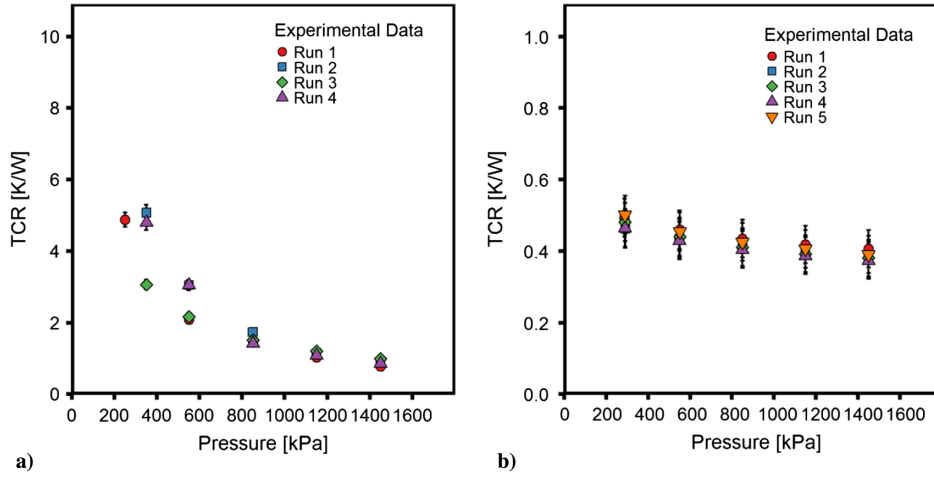 Experimental Data
Run 1
Run 2
Run 3
Run 4
10
8
6
4
2
0
TCR [K/W]
0 200 400 600 800 1000 1200 1400 1600
Pressure [kPa]
a)
Experimental Data
Run 1
Run 2
Run 3
Run 4
Run 5
1.0
0.8
0.6
0.4
0.2
0.0
TCR [K/W]
0 200 400 600 800 1000 1200 1400 1600
Pressure [kPa]
b)